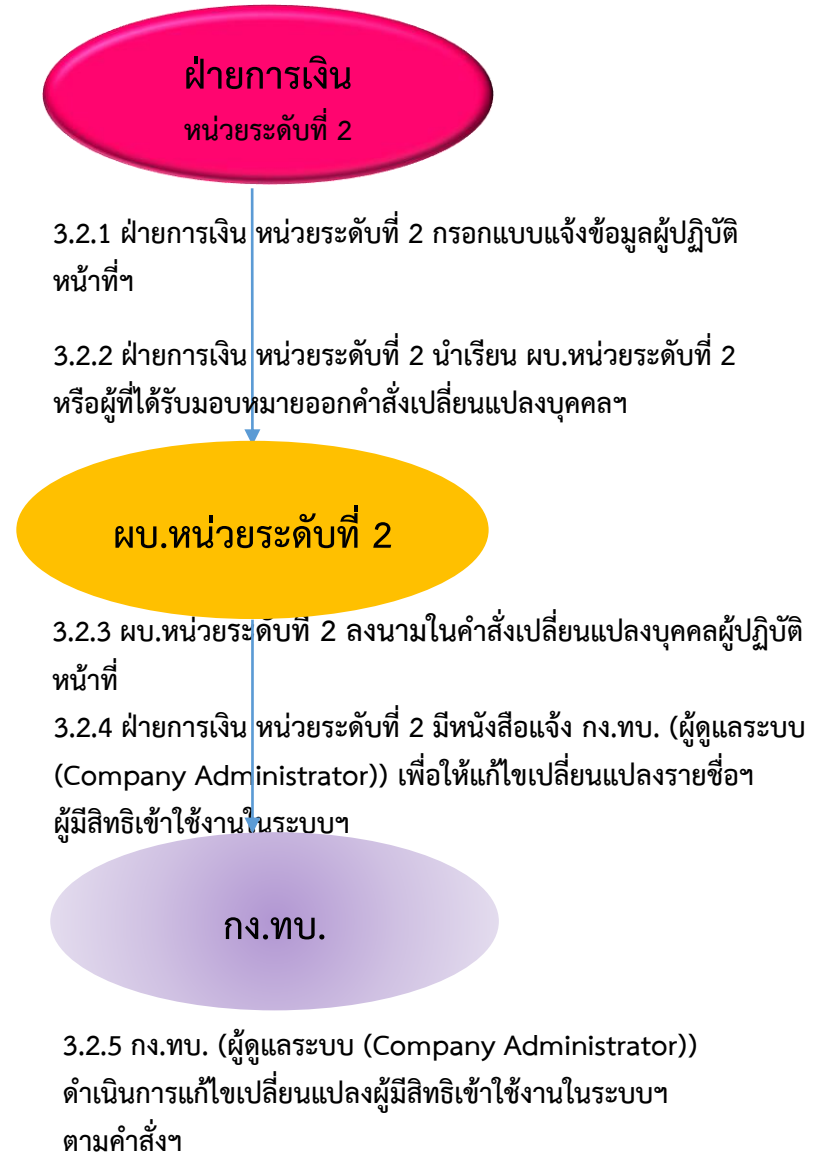 ฝ่ายการเงิน
หน่วยระดับที่ 2
3.2.1 ฝ่ายการเงิน หน่วยระดับที่ 2 กรอกแบบแจ้งข้อมูลผู้ปฏิบัติ
หน้าที่ฯ
3.2.2 ฝ่ายการเงิน หน่วยระดับที่ 2 นำเรียน ผบ.หน่วยระดับที่ 2
หรือผู้ที่ได้รับมอบหมายออกคำสั่งเปลี่ยนแปลงบุคคลฯ
ผบ.หน่วยระดับที่ 2
3.2.3 ผบ.หน่วยระดับที่ 2 ลงนามในคำสั่งเปลี่ยนแปลงบุคคลผู้ปฏิบัติ
หน้าที่
3.2.4 ฝ่ายการเงิน หน่วยระดับที่ 2 มีหนังสือแจ้ง กง.ทบ. (ผู้ดูแลระบบ
(Company Administrator)) เพื่อให้แก้ไขเปลี่ยนแปลงรายชื่อฯ
ผู้มีสิทธิเข้าใช้งานในระบบฯ
กง.ทบ.
3.2.5 กง.ทบ. (ผู้ดูแลระบบ (Company Administrator))
ดำเนินการแก้ไขเปลี่ยนแปลงผู้มีสิทธิเข้าใช้งานในระบบฯ
ตามคำสั่งฯ